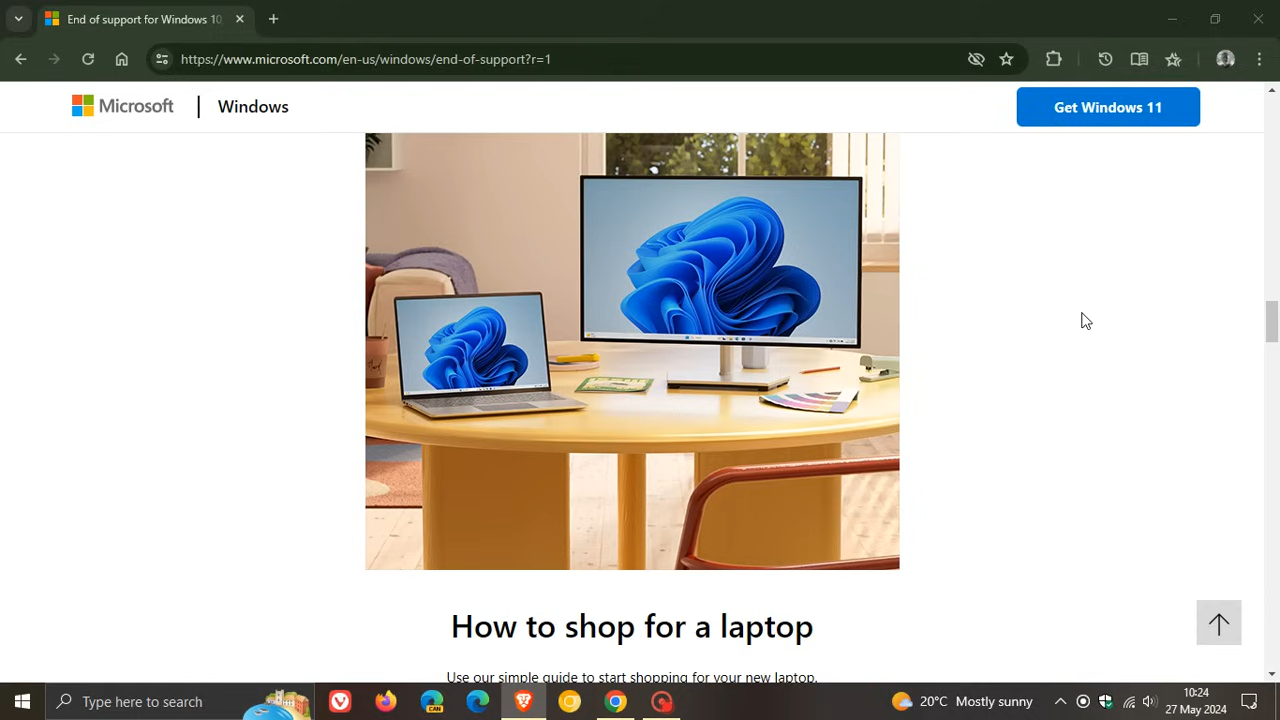 End of support for Windows 10
https://www.microsoft.com/en-us/windows/end-of-support?r=1
Microsoft | Windows
Get Windows 11
How to shop for a laptop
Use our simple guide to start shopping for your new laptop.
Type here to search
CAN
20°C Mostly sunny
10:24
27 May 2024